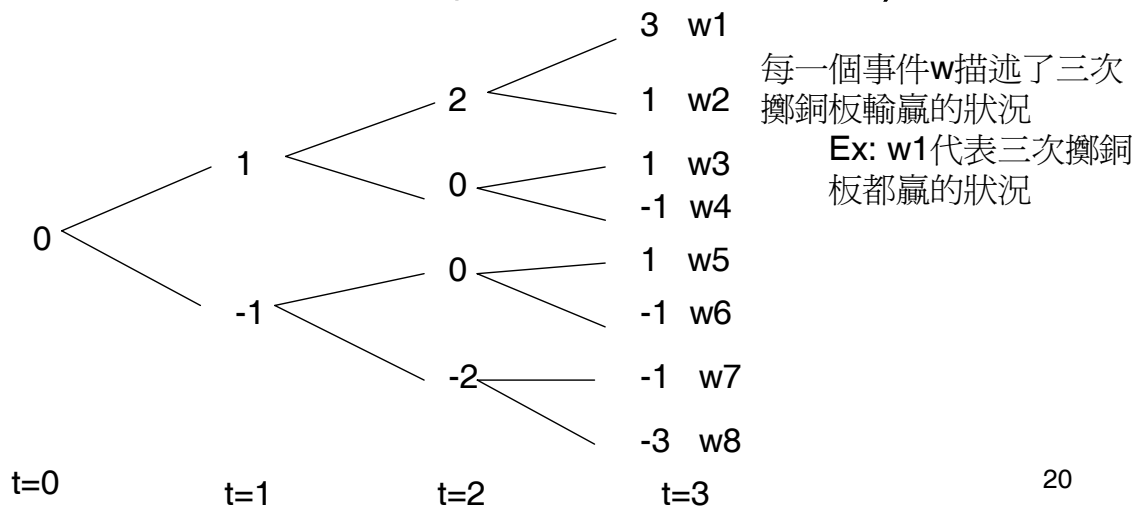 3 w1
2
1 w2
1
0
1 w3
-1 w4
0
0
1 w5
-1
-1 w6
-2
-1 w7
-3 w8
每一個事件w描述了三次
擲銅板輸贏的狀況
Ex: w1代表三次擲銅
板都贏的狀況
t=0
t=1
t=2
t=3
20